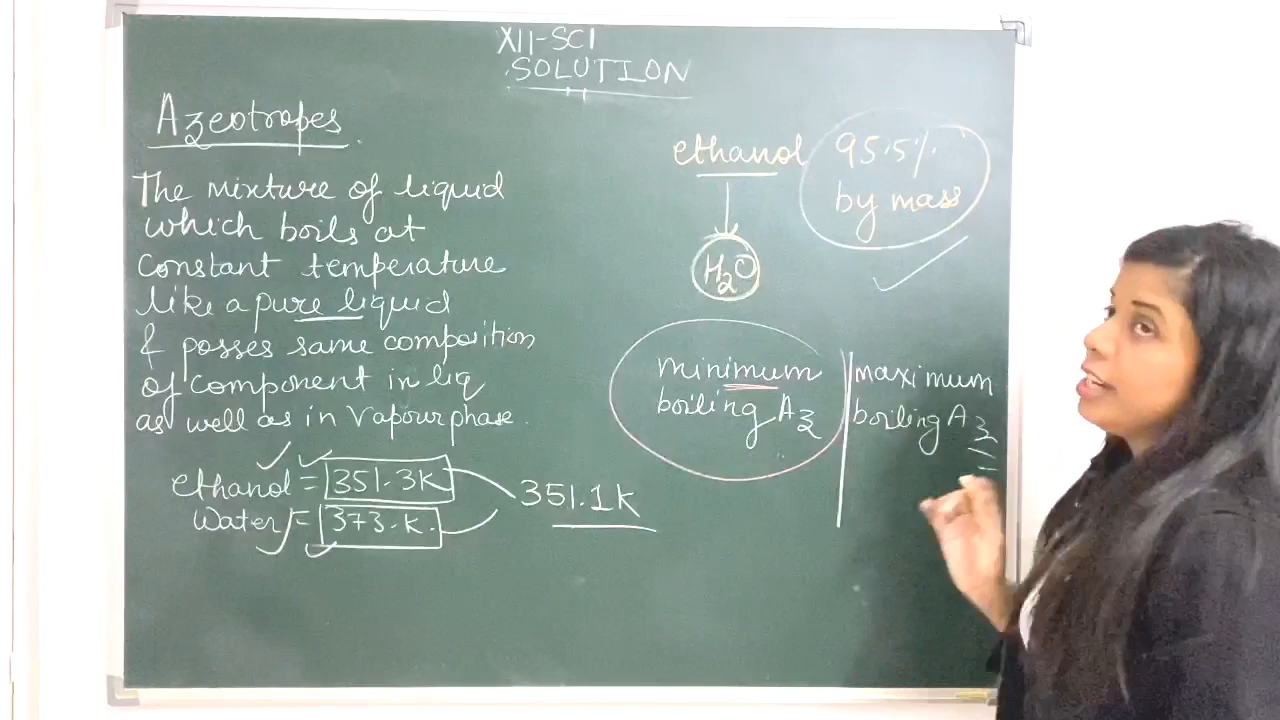 XII-SCI
SOLUTION
Azeotropes
The mixture of liquid
which boils at
constant temperature
like a pure liquid
& posses same composition
of component in liq
as well as in Vapour phase.
ethanol = 351.3K
Water = 373.K.
351.1K
ethanol 95.5%
by mass
H₂O
minimum
boiling Az
maximum
boiling Az